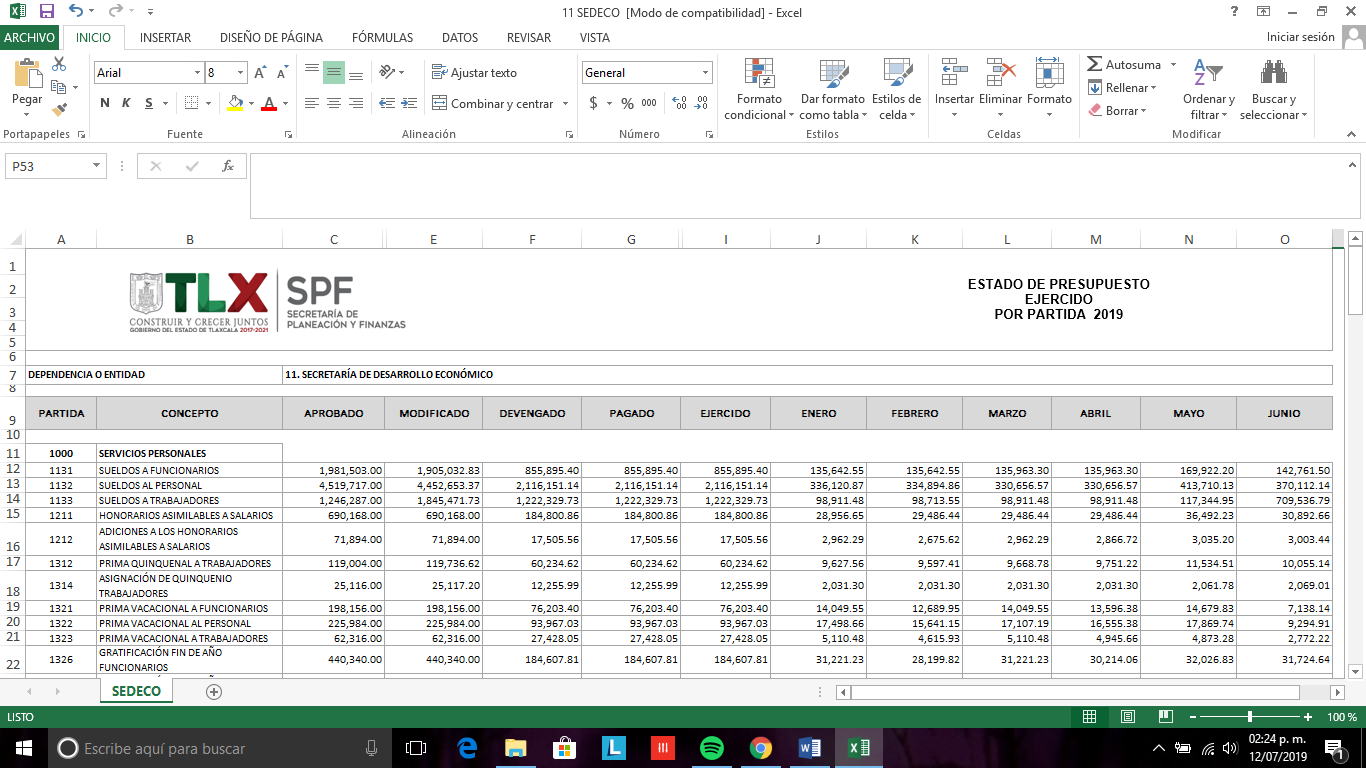 11 SEDECO [Modo de compatibilidad] - Excel
ARCHIVO INICIO INSERTAR DISEÑO DE PÁGINA FÓRMULAS DATOS REVISAR VISTA Iniciar sesión
Arial 8 Ajustar texto General Autosuma
Pegar Rellenar
N K S Combinar y centrar $ % 000 Borrar
Formato condicional Dar formato como tabla Estilos de celda Insertar Eliminar Formato Ordenar y filtrar Buscar y seleccionar
Portapapeles Fuente Alineación Número Estilos Celdas Modificar
P53 fx
A B C E F G I J K L M N O
1
2
3
4
5
6
TLX SPF
CONSTRUIR Y CRECER JUNTOS
GOBIERNO DEL ESTADO DE TLAXCALA 2017-2021
SECRETARÍA DE
PLANEACIÓN Y FINANZAS
ESTADO DE PRESUPUESTO
EJERCIDO
POR PARTIDA 2019
7 DEPENDENCIA O ENTIDAD 11. SECRETARÍA DE DESARROLLO ECONÓMICO
8
9 PARTIDA CONCEPTO APROBADO MODIFICADO DEVENGADO PAGADO EJERCIDO ENERO FEBRERO MARZO ABRIL MAYO JUNIO
10
11 1000 SERVICIOS PERSONALES
12 1131 SUELDOS A FUNCIONARIOS 1,981,503.00 1,905,032.83 855,895.40 855,895.40 855,895.40 135,642.55 135,642.55 135,963.30 135,963.30 169,922.20 142,761.50
13 1132 SUELDOS AL PERSONAL 4,519,717.00 4,452,653.37 2,116,151.14 2,116,151.14 2,116,151.14 336,120.87 334,894.86 330,656.57 330,656.57 413,710.13 370,112.14
14 1133 SUELDOS A TRABAJADORES 1,246,287.00 1,845,471.73 1,222,329.73 1,222,329.73 1,222,329.73 98,911.48 98,713.55 98,911.48 98,911.48 117,344.95 709,536.79
15 1211 HONORARIOS ASIMILABLES A SALARIOS 690,168.00 690,168.00 184,800.86 184,800.86 184,800.86 28,956.65 29,486.44 29,486.44 29,486.44 36,492.23 30,892.66
16 1212 ADICIONES A LOS HONORARIOS
ASIMILABLES A SALARIOS 71,894.00 71,894.00 17,505.56 17,505.56 17,505.56 2,962.29 2,675.62 2,962.29 2,866.72 3,035.20 3,003.44
17 1312 PRIMA QUINQUENAL A TRABAJADORES 119,004.00 119,736.62 60,234.62 60,234.62 60,234.62 9,627.56 9,597.41 9,668.78 9,751.22 11,534.51 10,055.14
18 1314 ASIGNACIÓN DE QUINQUENIO
TRABAJADORES 25,116.00 25,117.20 12,255.99 12,255.99 12,255.99 2,031.30 2,031.30 2,031.30 2,031.30 2,061.78 2,069.01
19 1321 PRIMA VACACIONAL A FUNCIONARIOS 198,156.00 198,156.00 76,203.40 76,203.40 76,203.40 14,049.55 12,689.95 14,049.55 13,596.38 14,679.83 7,138.14
20 1322 PRIMA VACACIONAL AL PERSONAL 225,984.00 225,984.00 93,967.03 93,967.03 93,967.03 17,498.66 15,641.15 17,107.19 16,555.38 17,869.74 9,294.91
21 1323 PRIMA VACACIONAL A TRABAJADORES 62,316.00 62,316.00 27,428.05 27,428.05 27,428.05 5,110.48 4,615.93 5,110.48 4,945.66 4,873.28 2,772.22
22 1326 GRATIFICACIÓN FIN DE AÑO
FUNCIONARIOS 440,340.00 440,340.00 184,607.81 184,607.81 184,607.81 31,221.23 28,199.82 31,221.23 30,214.06 32,026.83 31,724.64
SEDECO
LISTO 100 %
Escribe aquí para buscar
02:24 p. m.
12/07/2019
1